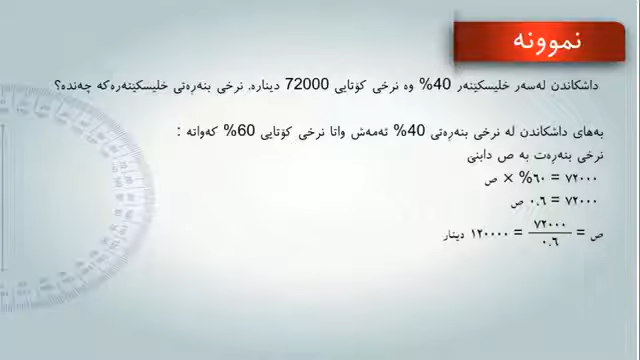 نموونە
داشکاندن لەسەر خلیسکێنەر 40% وە نرخی کۆتایی 72000 دینارە. نرخی بنەڕەتی خلیسکێنەرەکە چەندە؟
بەهای داشکاندن لە نرخی بنەڕەتی 40% ئەمەش واتا نرخی کۆتایی 60% کەواتە :
نرخی بنەڕەت بە ص دابنێ
٧٢٠٠٠ = ٦٠% × ص
٧٢٠٠٠ = ٠.٦ ص
ص = ٧٢٠٠٠ / ٠.٦ = ١٢٠٠٠٠ دینار